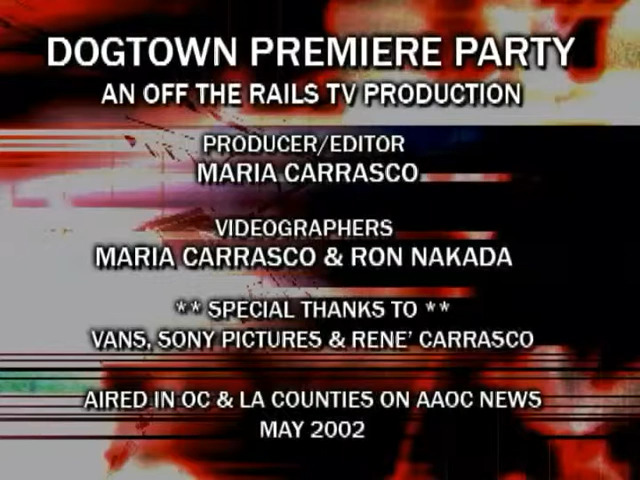 DOGTOWN PREMIERE PARTY
AN OFF THE RAILS TV PRODUCTION
PRODUCER/EDITOR
MARIA CARRASCO
VIDEOGRAPHERS
MARIA CARRASCO & RON NAKADA
** SPECIAL THANKS TO **
VANS, SONY PICTURES & RENE' CARRASCO
AIRED IN OC & LA COUNTIES ON AAOC NEWS
MAY 2002